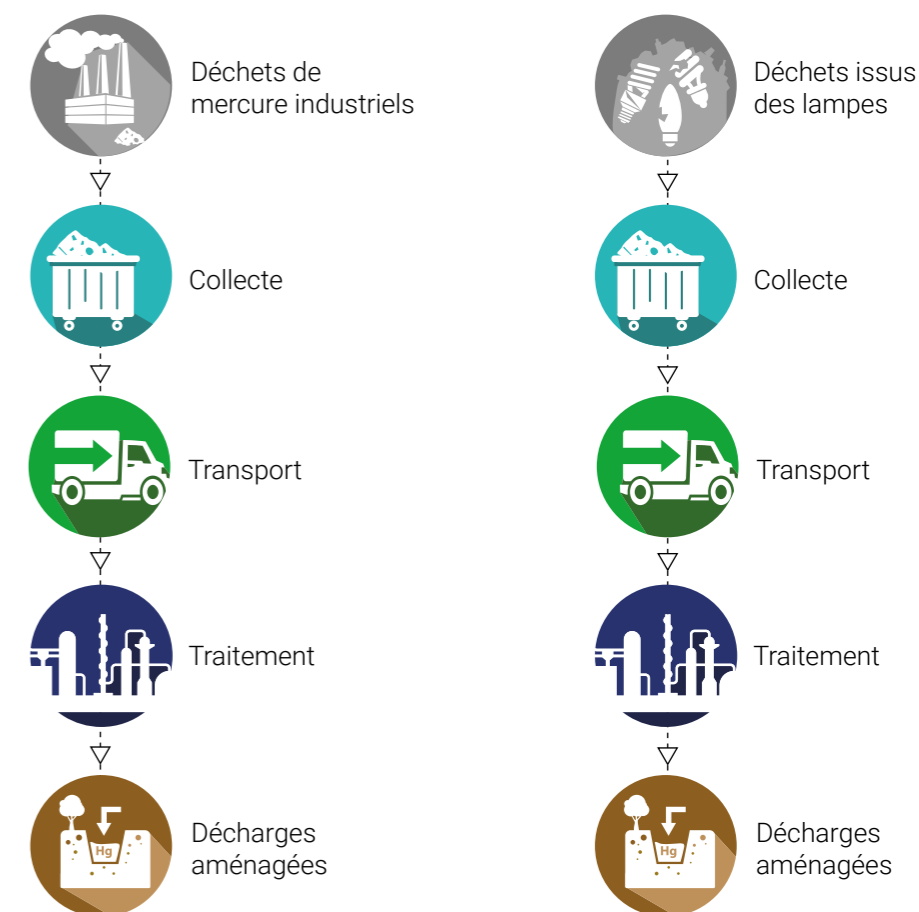 Déchets de
mercure industriels
Collecte
Transport
Traitement
Hg
Décharges
aménagées
Déchets issus
des lampes
Collecte
Transport
Traitement
Hg
Décharges
aménagées